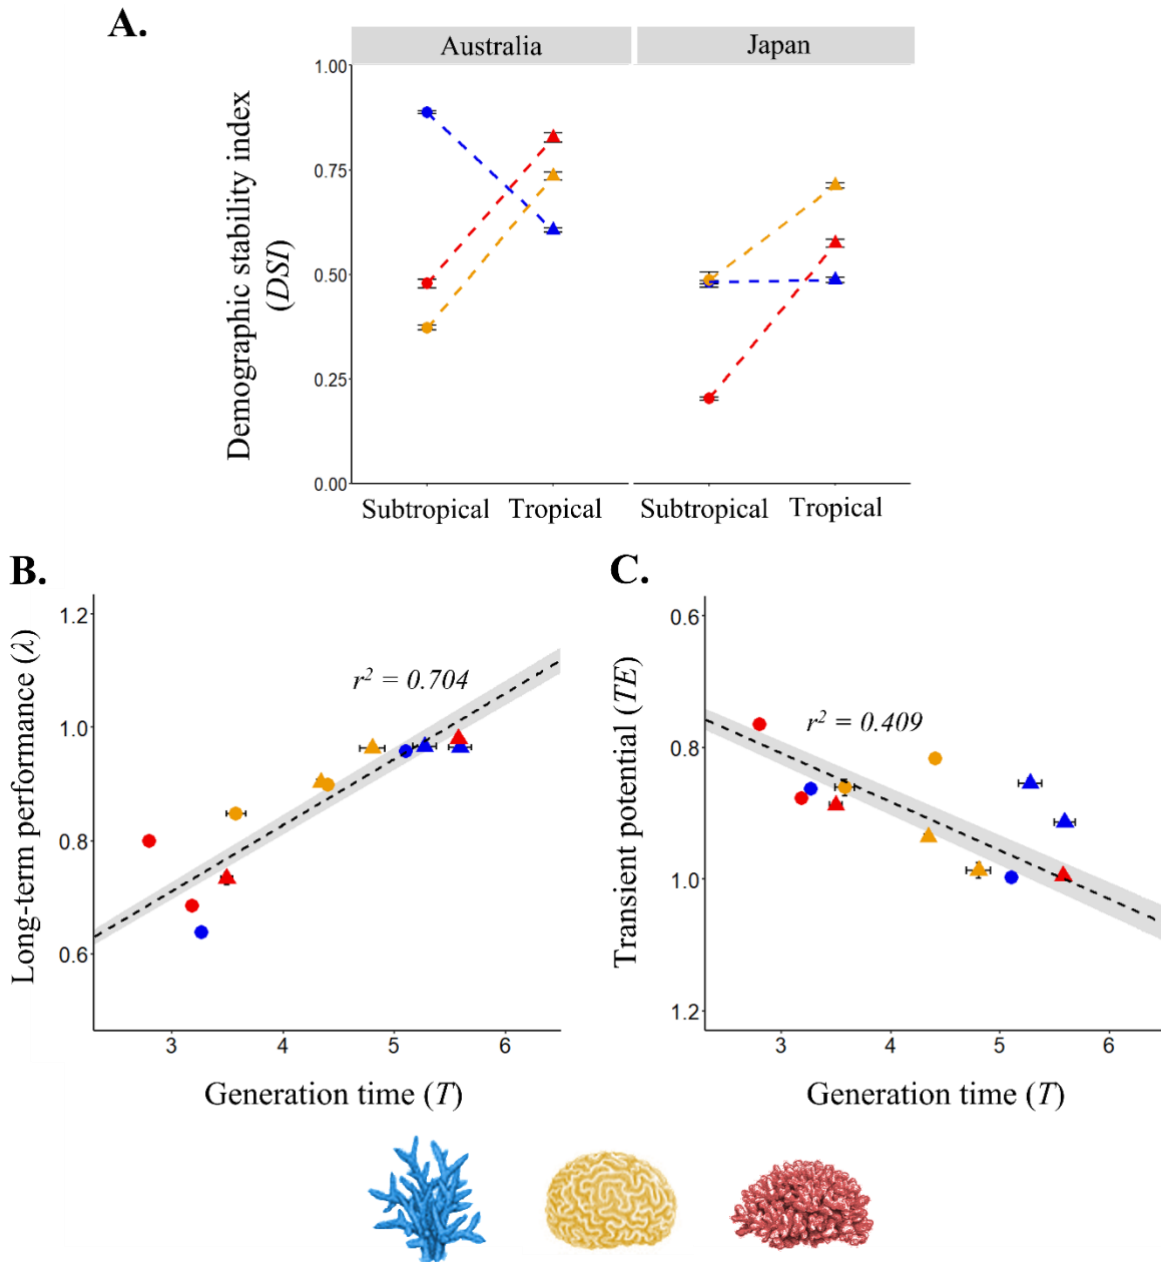 A.
Australia
Japan
Demographic stability index
(DSI)
1.00
0.75
0.50
0.25
0.00
Subtropical
Tropical
Subtropical
Tropical
B.
Long-term performance (λ)
1.2
1.0
0.8
0.6
r² = 0.704
3
4
5
6
Generation time (T)
C.
Transient potential (TE)
0.6
0.8
1.0
1.2
r² = 0.409
3
4
5
6
Generation time (T)